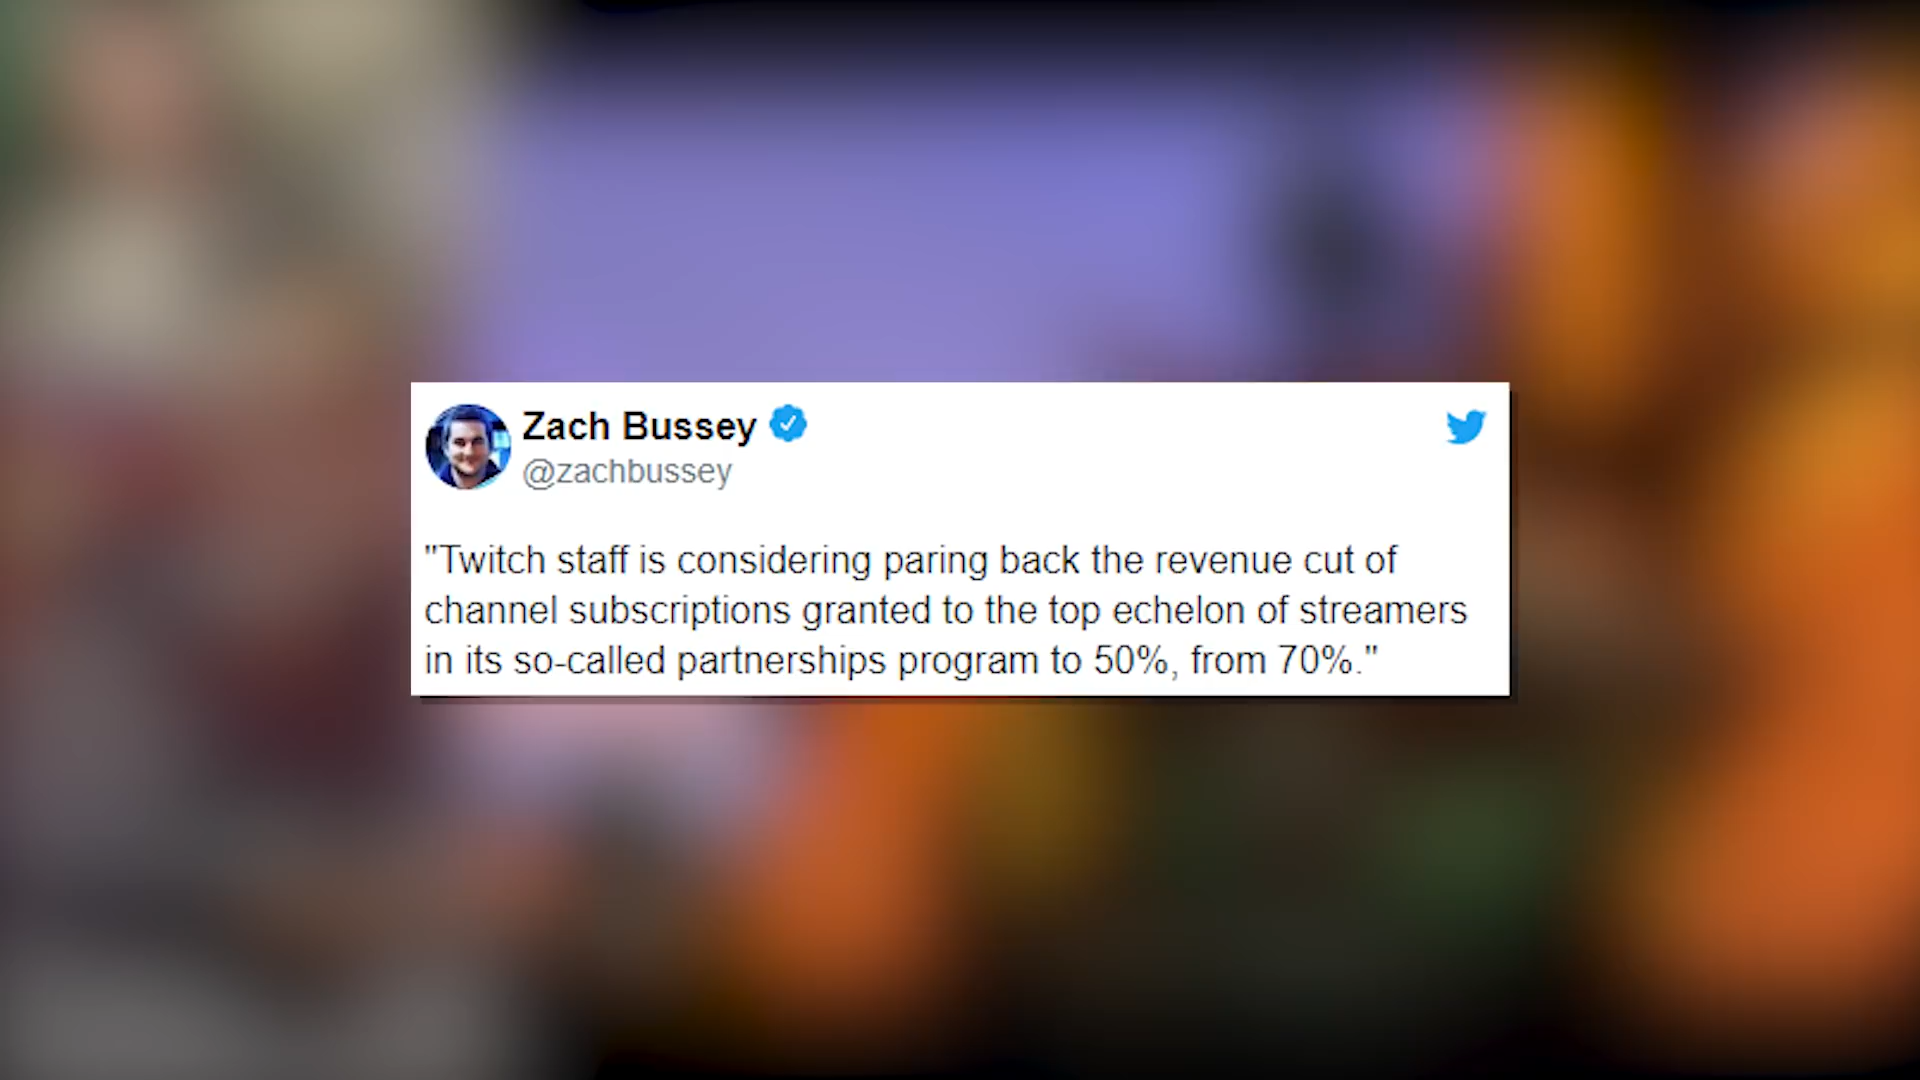 Zach Bussey
@zachbussey
"Twitch staff is considering paring back the revenue cut of
channel subscriptions granted to the top echelon of streamers
in its so-called partnerships program to 50%, from 70%."